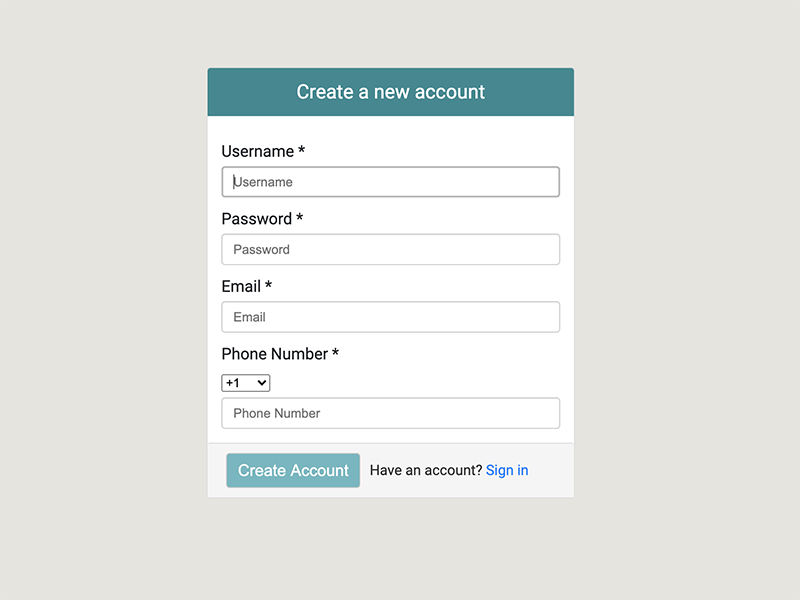 Create a new account
Username *
Username
Password *
Password
Email *
Email
Phone Number *
+1
Phone Number
Create Account Have an account? Sign in